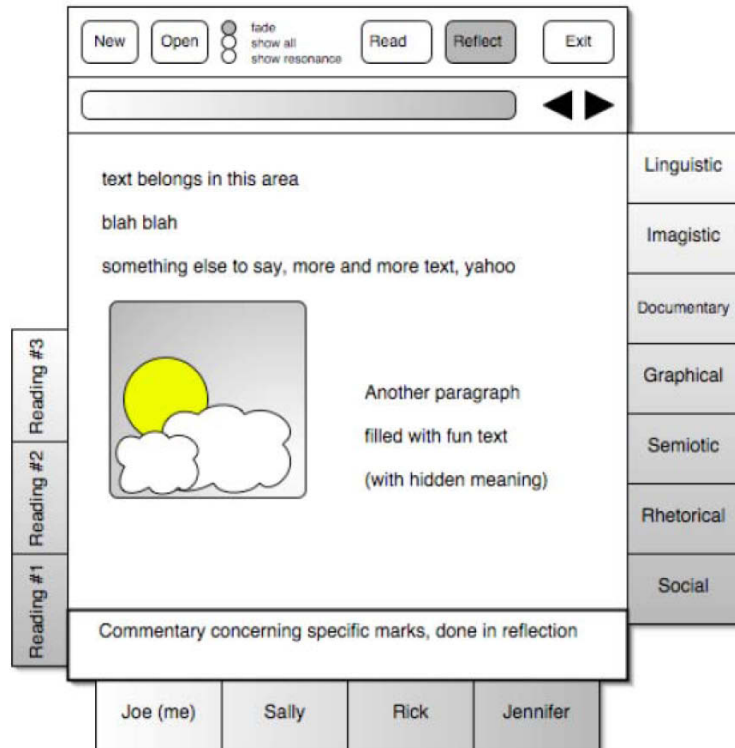 New
Open
fade
show all
show resonance
Read
Reflect
Exit
text belongs in this area
blah blah
something else to say, more and more text, yahoo
Another paragraph
filled with fun text
(with hidden meaning)
Linguistic
Imagistic
Documentary
Graphical
Semiotic
Rhetorical
Social
Reading #3
Reading #2
Reading #1
Commentary concerning specific marks, done in reflection
Joe (me)
Sally
Rick
Jennifer